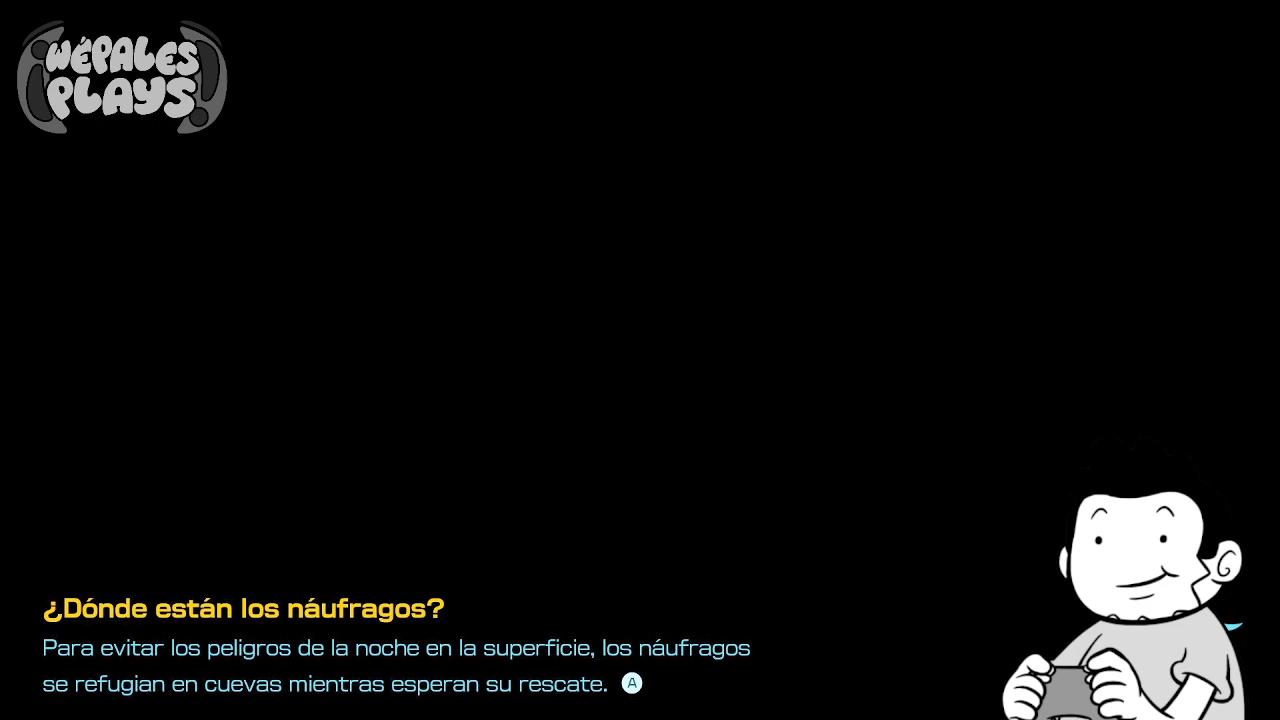 WÉPALES
PLAYS
¿Dónde están los náufragos?
Para evitar los peligros de la noche en la superficie, los náufragos
se refugian en cuevas mientras esperan su rescate. A